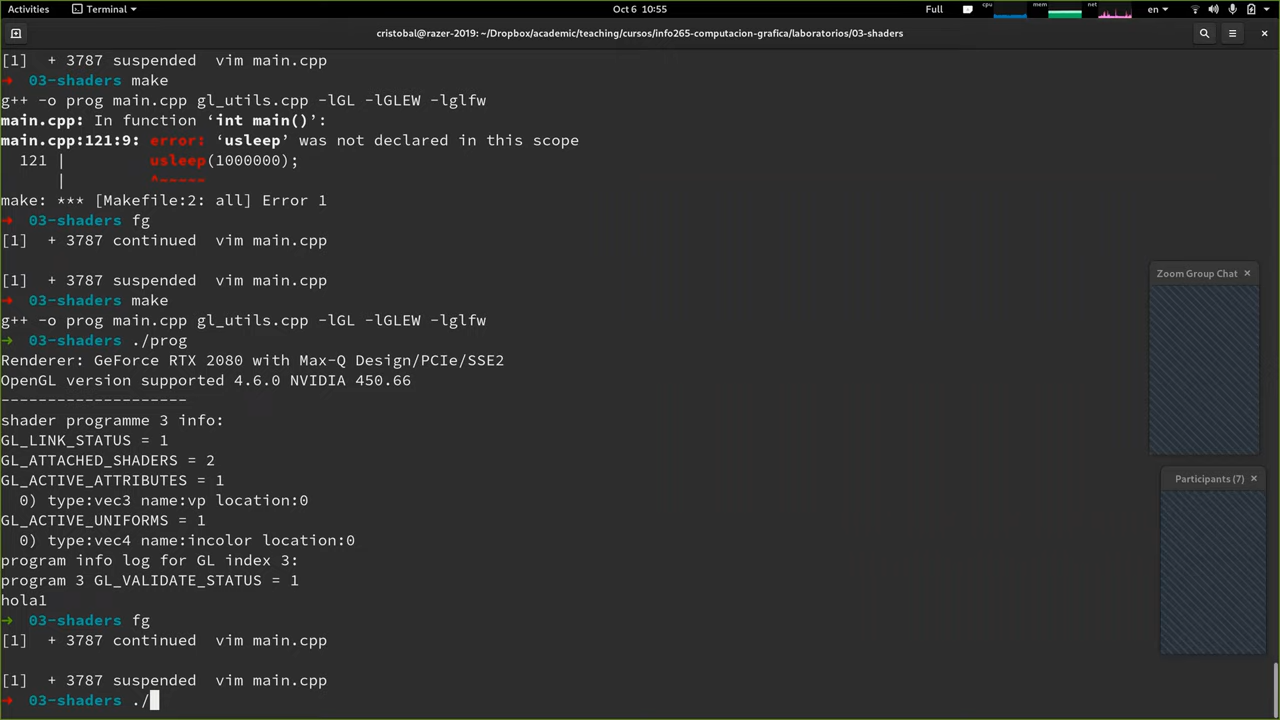 Activities
Terminal
Oct 6 10:55
Full
cpu
mem
net
en
cristobal@razer-2019: ~/Dropbox/academic/teaching/cursos/info265-computacion-grafica/laboratorios/03-shaders
[1]  + 3787 suspended  vim main.cpp
→ 03-shaders make
g++ -o prog main.cpp gl_utils.cpp -lGL -lGLEW -lglfw
main.cpp: In function ‘int main()’:
main.cpp:121:9: error: ‘usleep’ was not declared in this scope
121 |         usleep(1000000);
|         ^~~~~~
make: *** [Makefile:2: all] Error 1
→ 03-shaders fg
[1]  + 3787 continued  vim main.cpp
[1]  + 3787 suspended  vim main.cpp
→ 03-shaders make
g++ -o prog main.cpp gl_utils.cpp -lGL -lGLEW -lglfw
→ 03-shaders ./prog
Renderer: GeForce RTX 2080 with Max-Q Design/PCIe/SSE2
OpenGL version supported 4.6.0 NVIDIA 450.66
--------------------
shader programme 3 info:
GL_LINK_STATUS = 1
GL_ATTACHED_SHADERS = 2
GL_ACTIVE_ATTRIBUTES = 1
0) type:vec3 name:vp location:0
GL_ACTIVE_UNIFORMS = 1
0) type:vec4 name:incolor location:0
program info log for GL index 3:
program 3 GL_VALIDATE_STATUS = 1
hola1
→ 03-shaders fg
[1]  + 3787 continued  vim main.cpp
[1]  + 3787 suspended  vim main.cpp
→ 03-shaders ./
Zoom Group Chat
Participants (7)